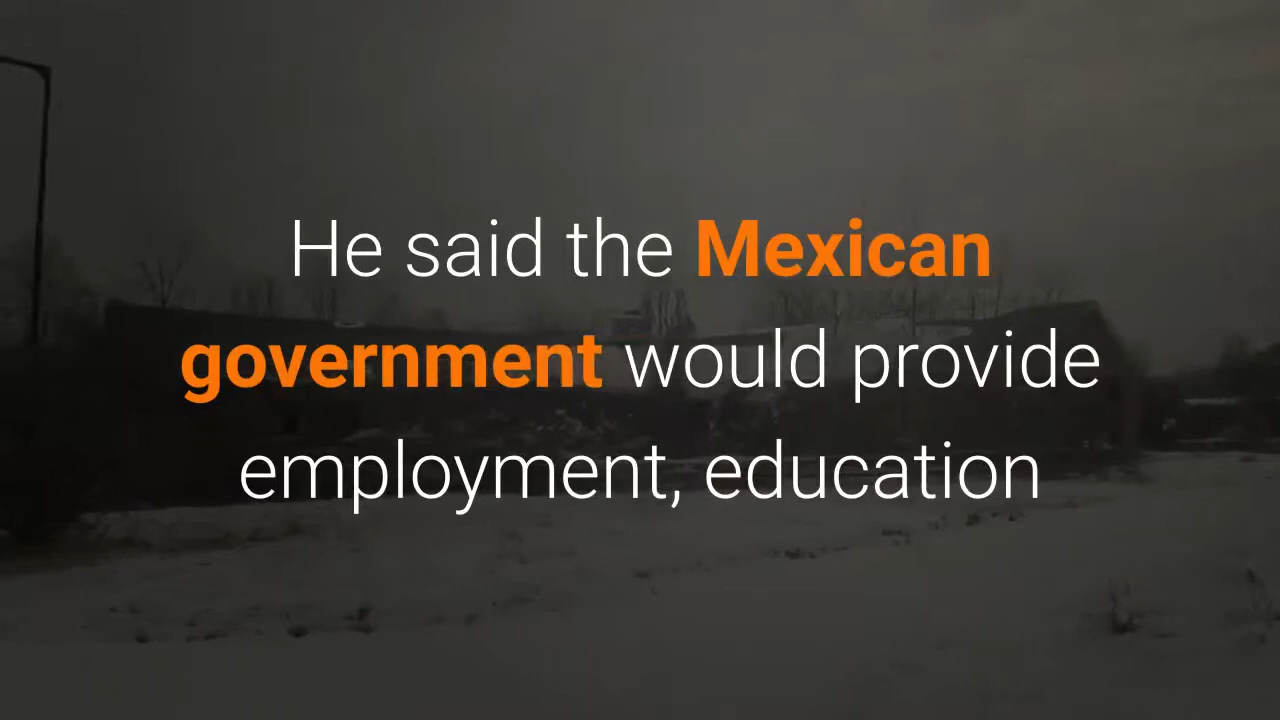 He said the Mexican
government would provide
employment, education